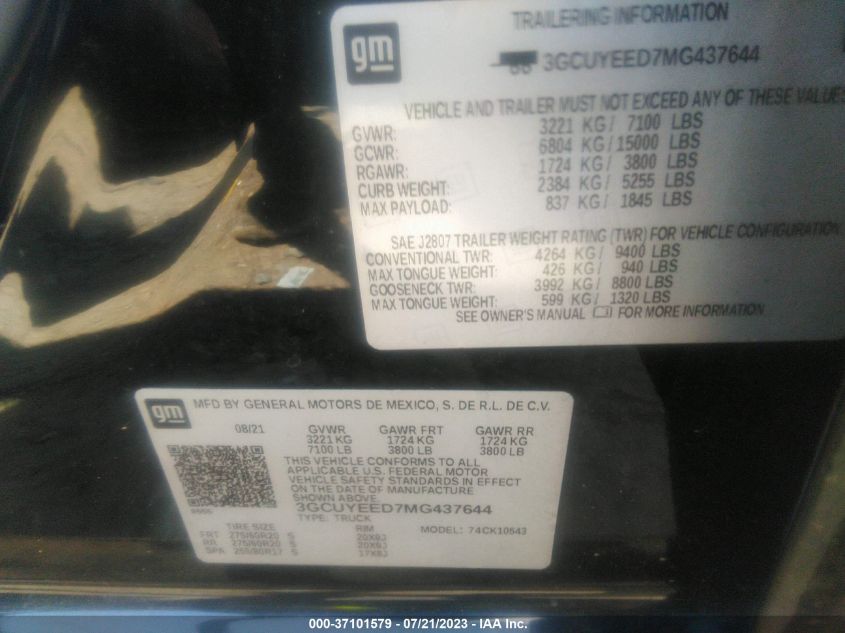 gm
TRAILERING INFORMATION
3GCUYEED7MG437644
VEHICLE AND TRAILER MUST NOT EXCEED ANY OF THESE VALUES
GVWR: 3221 KG/ 7100 LBS
GCWR: 6804 KG/ 15000 LBS
RGAWR: 1724 KG/ 3800 LBS
CURB WEIGHT: 2384 KG/ 5255 LBS
MAX PAYLOAD: 837 KG/ 1845 LBS
SAE J2807 TRAILER WEIGHT RATING (TWR) FOR VEHICLE CONFIGURATION
CONVENTIONAL TWR: 4264 KG/ 9400 LBS
MAX TONGUE WEIGHT: 426 KG/ 940 LBS
GOOSENECK TWR: 3992 KG/ 8800 LBS
MAX TONGUE WEIGHT: 599 KG/ 1320 LBS
SEE OWNER'S MANUAL FOR MORE INFORMATION
gm
MFD BY GENERAL MOTORS DE MEXICO, S. DE R.L. DE C.V.
08/21 GVWR GAWR FRT GAWR RR
3221 KG 1724 KG 1724 KG
7100 LB 3800 LB 3800 LB
THIS VEHICLE CONFORMS TO ALL
APPLICABLE U.S. FEDERAL MOTOR
VEHICLE SAFETY STANDARDS IN EFFECT
ON THE DATE OF MANUFACTURE
SHOWN ABOVE.
3GCUYEED7MG437644
TYPE: TRUCK
TIRE SIZE RIM MODEL: 74CK10543
FRT 275/60R20 S 20X9J
RR 275/60R20 S 20X9J
SPA 255/80R17 S 17X8J
000-37101579 / 07/21/2023 - IAA Inc.